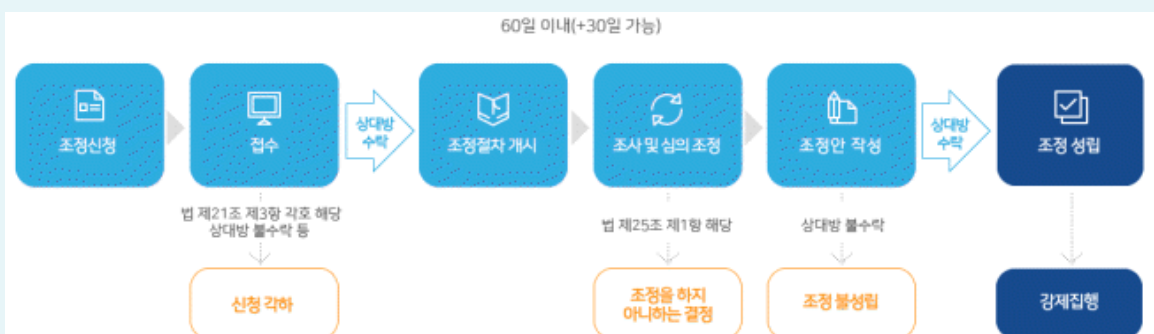 60일 이내(+30일 가능)
조정신청
접수
상대방
수락
조정절차 개시
조사 및 심의 조정
조정안 작성
상대방
수락
조정 성립
법 제21조 제3항 각호 해당
상대방 불수락 등
법 제25조 제1항 해당
상대방 불수락
신청 각하
조정을 하지
아니하는 결정
조정 불성립
강제집행